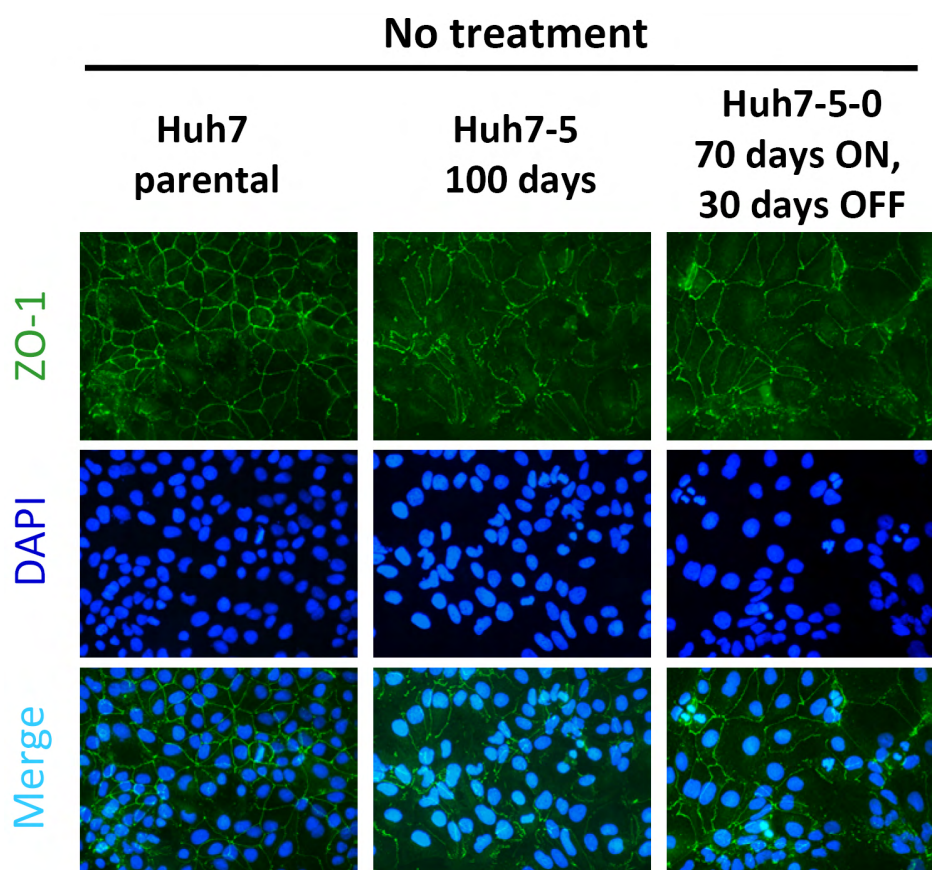 No treatment
Huh7
parental
Huh7-5
100 days
Huh7-5-0
70 days ON,
30 days OFF
ZO-1
DAPI
Merge